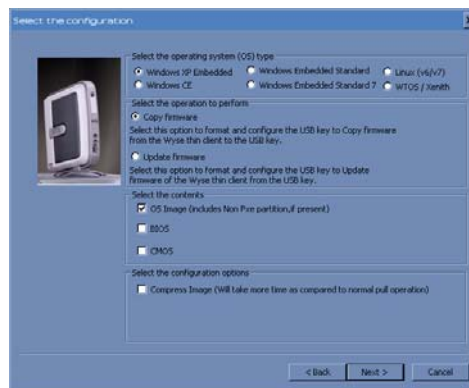 Select the configuration
Select the operating system (OS) type
Windows XP Embedded
Windows Embedded Standard
Linux (v6/v7)
Windows CE
Windows Embedded Standard 7
WTOS / Xenith
Select the operation to perform
Copy firmware
Select this option to format and configure the USB key to Copy firmware
from the Wyse thin client to the USB key.
Update firmware
Select this option to format and configure the USB key to Update
firmware of the Wyse thin client from the USB key.
Select the contents
OS Image (includes Non Pxe partition,if present)
BIOS
CMOS
Select the configuration options
Compress Image (Will take more time as compared to normal pull operation)
< Back
Next >
Cancel